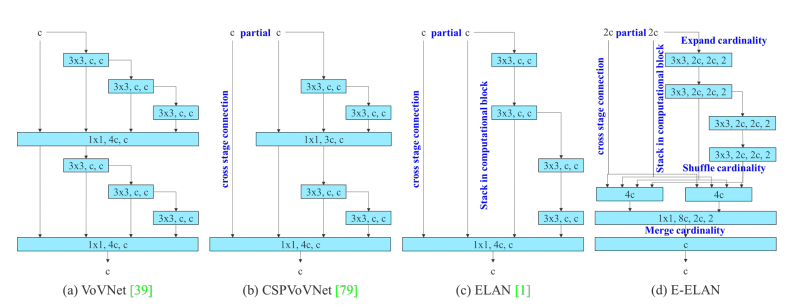 c
3x3, c, c
3x3, c, c
3x3, c, c
1x1, 4c, c
3x3, c, c
3x3, c, c
3x3, c, c
1x1, 4c, c
c
(a) VoVNet [39]
c partial c
cross stage connection
3x3, c, c
3x3, c, c
1x1, 3c, c
3x3, c, c
3x3, c, c
1x1, 4c, c
c
(b) CSPVoVNet [79]
c partial c
cross stage connection
Stack in computational block
3x3, c, c
3x3, c, c
3x3, c, c
3x3, c, c
1x1, 4c, c
c
(c) ELAN [1]
2c partial 2c
Expand cardinality
cross stage connection
Stack in computational block
3x3, 2c, 2c, 2
3x3, 2c, 2c, 2
3x3, 2c, 2c, 2
3x3, 2c, 2c, 2
Shuffle cardinality
4c 4c
1x1, 8c, 2c, 2
Merge cardinality
c
c
(d) E-ELAN